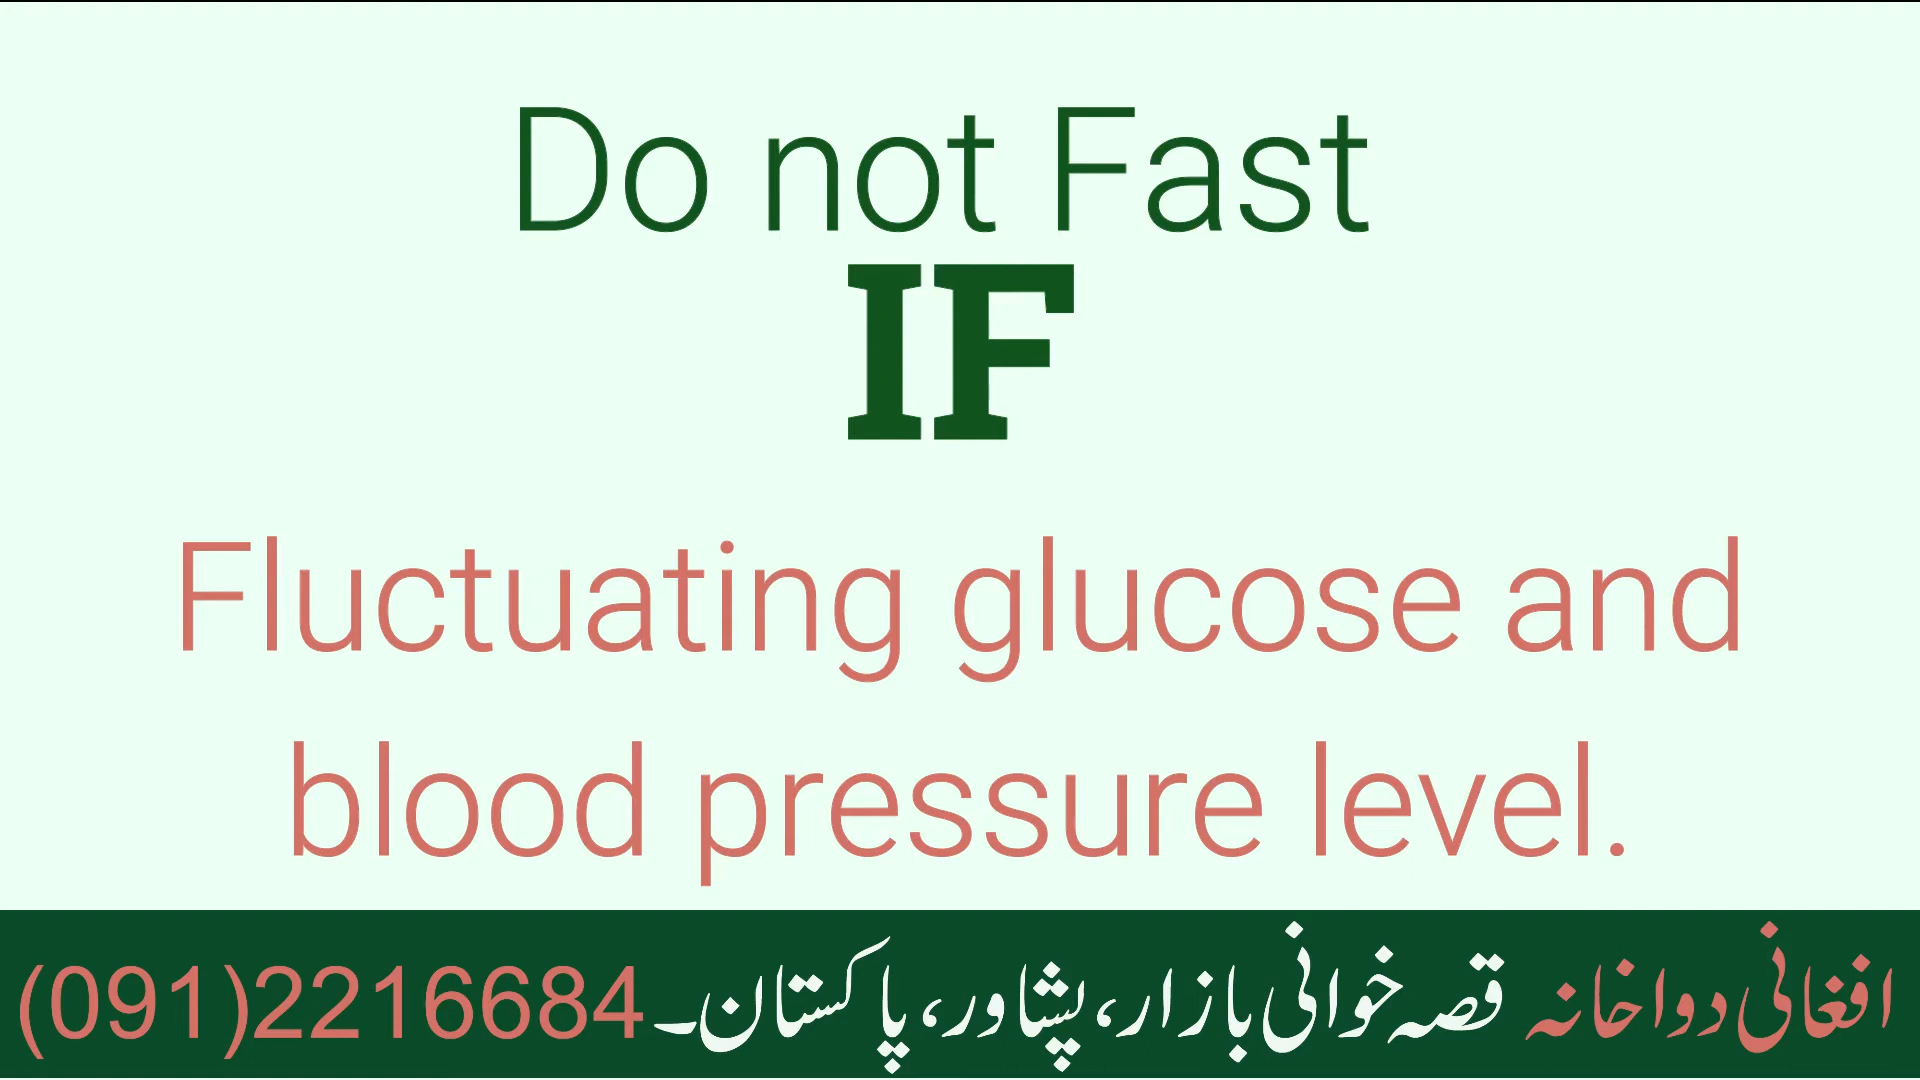 Do not Fast
IF
Fluctuating glucose and
blood pressure level.
افغانی دواخانہ قصہ خوانی بازار، پشاور، پاکستان۔ (091)2216684